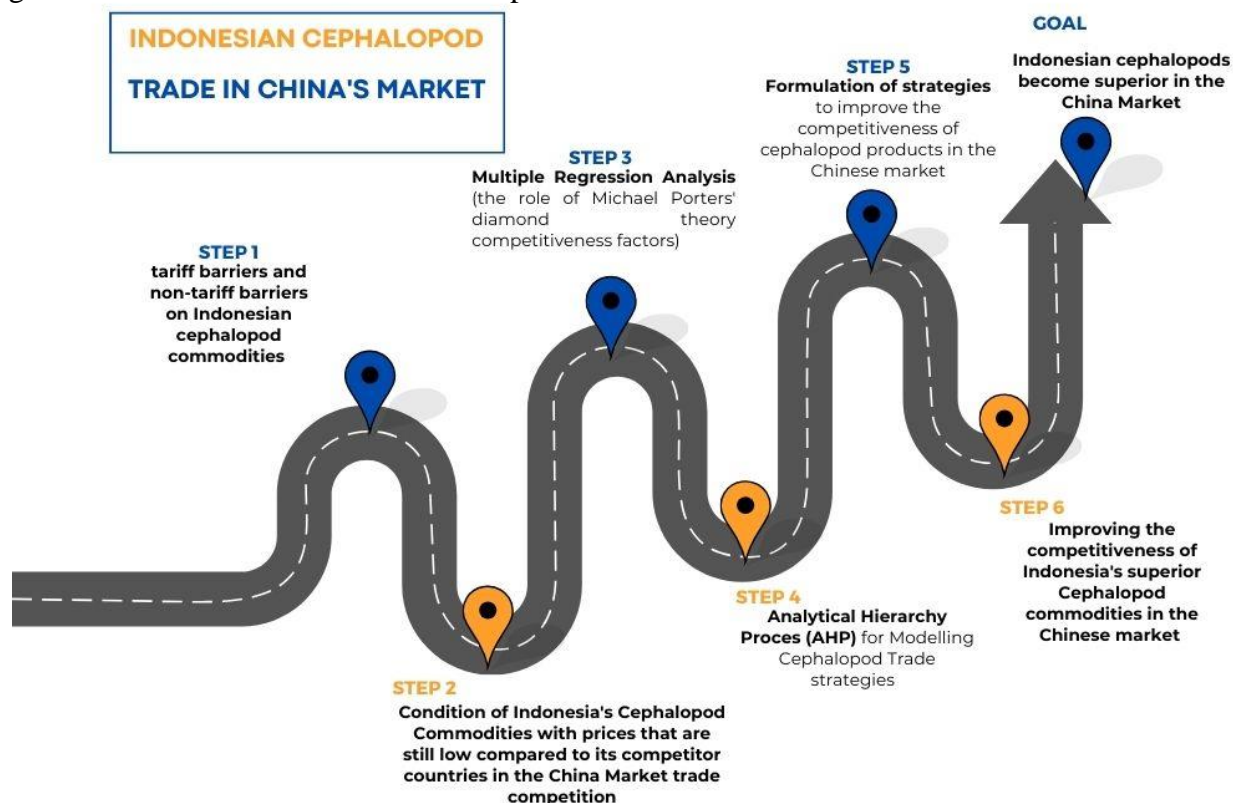 INDONESIAN CEPHALOPOD
TRADE IN CHINA'S MARKET
STEP 1
tariff barriers and
non-tariff barriers
on Indonesian
cephalopod
commodities
STEP 2
Condition of Indonesia's Cephalopod
Commodities with prices that are
still low compared to its competitor
countries in the China Market trade
competition
STEP 3
Multiple Regression Analysis
(the role of Michael Porters'
diamond theory
competitiveness factors)
STEP 4
Analytical Hierarchy
Proces (AHP) for Modelling
Cephalopod Trade
strategies
STEP 5
Formulation of strategies
to improve the
competitiveness of
cephalopod products in the
Chinese market
STEP 6
Improving the
competitiveness of
Indonesia's superior
Cephalopod
commodities in the
Chinese market
GOAL
Indonesian cephalopods
become superior in the
China Market